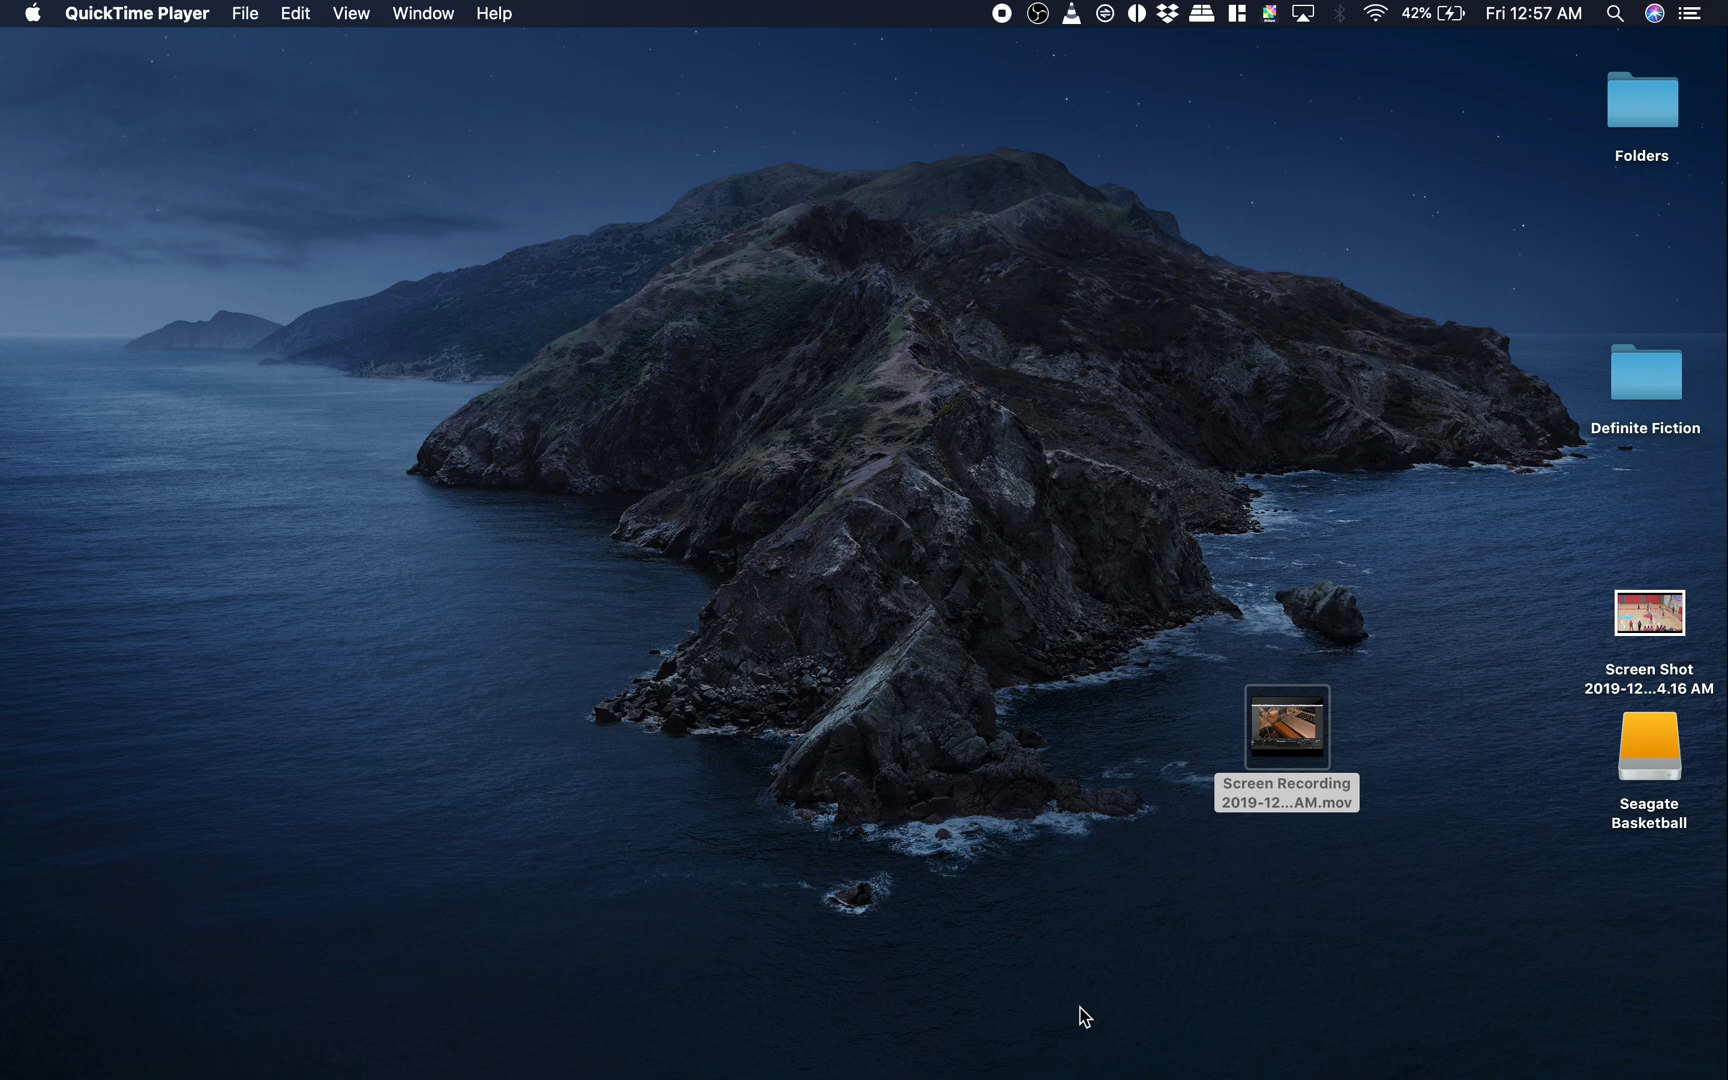 QuickTime Player File Edit View Window Help 42% Fri 12:57 AM
Folders
Definite Fiction
Screen Shot
2019-12...4.16 AM
Screen Recording
2019-12...AM.mov
Seagate
Basketball